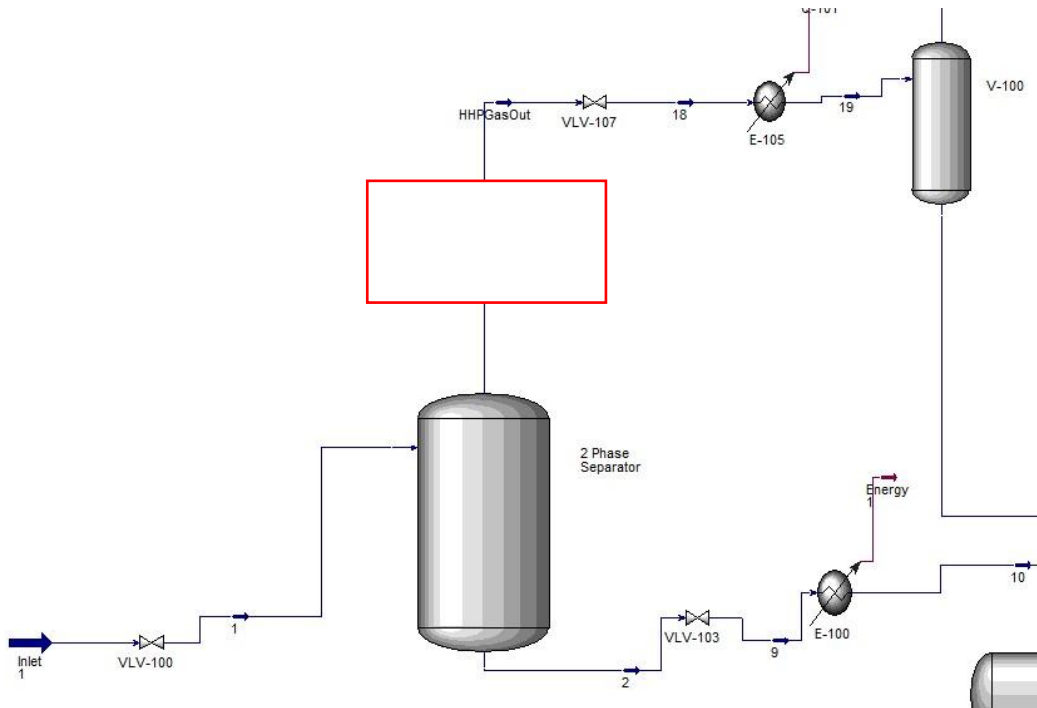 V-100
HHPGasOut
VLV-107
18
E-105
19
2 Phase
Separator
Energy
1
Inlet
1
VLV-100
1
2
VLV-103
9
E-100
10